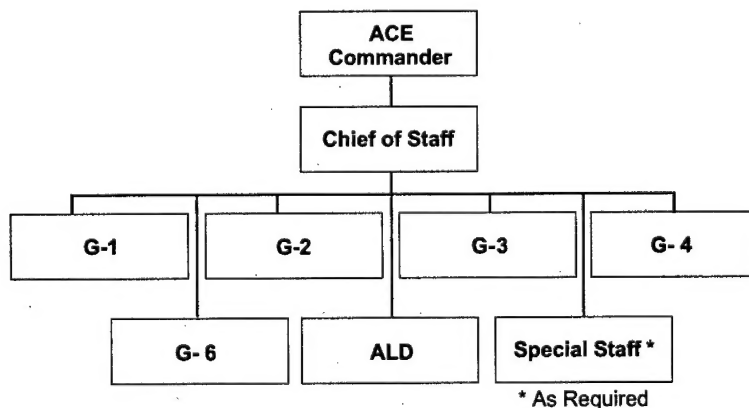 ACE
Commander
Chief of Staff
G-1
G-2
G-3
G- 4
G- 6
ALD
Special Staff *
* As Required